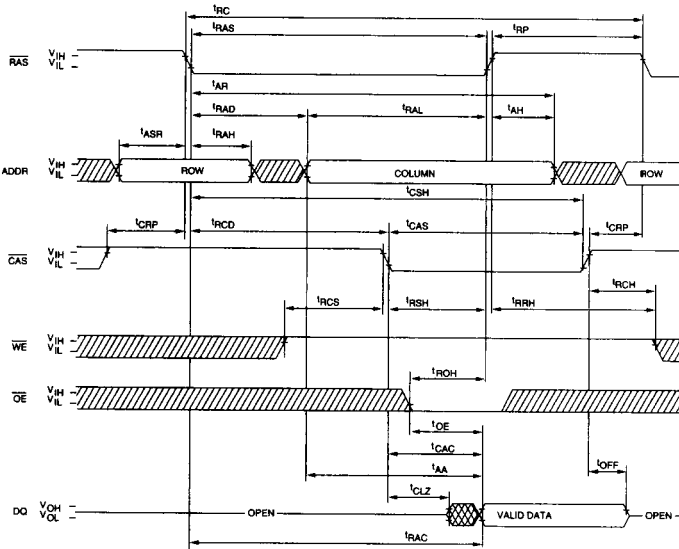 tRC
tRAS tRP
RAS VIH VIL
tAR
tRAD tRAL tAH
tASR tRAH
ADDR VIH VIL ROW COLUMN ROW
tCSH
tCRP tRCD tCAS tCRP
CAS VIH VIL
tRCS tRSH tRRH tRCH
WE VIH VIL
tROH
OE VIH VIL
tOE
tCAC
tAA tOFF
tCLZ
DQ VOH VOL OPEN VALID DATA OPEN
tRAC